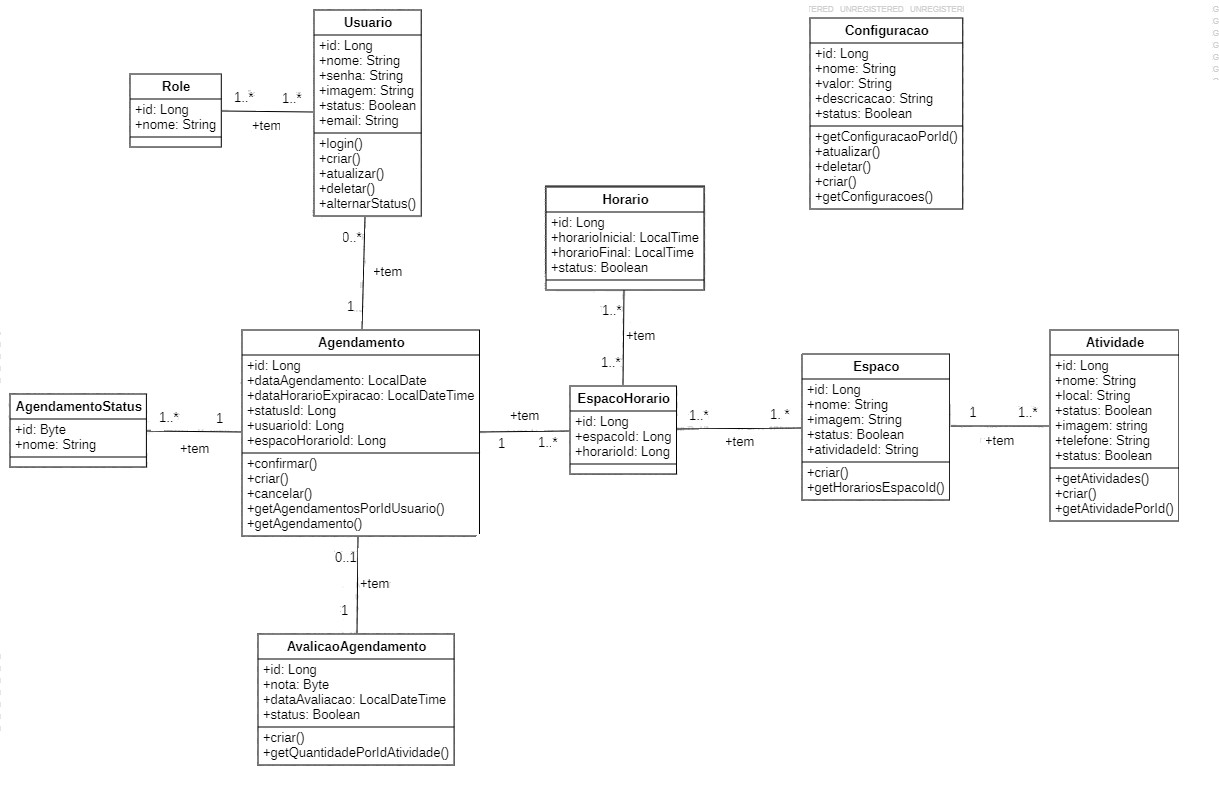 TERED UNREGISTERED UNREGISTERI
Usuario
+id: Long
+nome: String
+senha: String
+imagem: String
+status: Boolean
+email: String
+login()
+criar()
+atualizar()
+deletar()
+alternarStatus()
Configuracao
+id: Long
+nome: String
+valor: String
+descricacao: String
+status: Boolean
+getConfiguracaoPorId()
+atualizar()
+deletar()
+criar()
+getConfiguracoes()
Role
+id: Long
+nome: String
1..* 1..*
+tem
Horario
+id: Long
+horarioInicial: LocalTime
+horarioFinal: LocalTime
+status: Boolean
0..*
+tem
1
1..*
+tem
1..*
Agendamento
+id: Long
+dataAgendamento: LocalDate
+dataHorarioExpiracao: LocalDateTime
+statusId: Long
+usuarioId: Long
+espacoHorarioId: Long
+confirmar()
+criar()
+cancelar()
+getAgendamentosPorIdUsuario()
+getAgendamento()
AgendamentoStatus
+id: Byte
+nome: String
1..* 1
+tem
+tem
1 1..*
EspacoHorario
+id: Long
+espacoId: Long
+horarioId: Long
1..* 1. *
+tem
Espaco
+id: Long
+nome: String
+imagem: String
+status: Boolean
+atividadeId: String
+criar()
+getHorariosEspacoId()
1 1..*
+tem
Atividade
+id: Long
+nome: String
+local: String
+status: Boolean
+imagem: string
+telefone: String
+status: Boolean
+getAtividades()
+criar()
+getAtividadePorId()
0..1
+tem
1
AvalicaoAgendamento
+id: Long
+nota: Byte
+dataAvaliacao: LocalDateTime
+status: Boolean
+criar()
+getQuantidadePorIdAtividade()